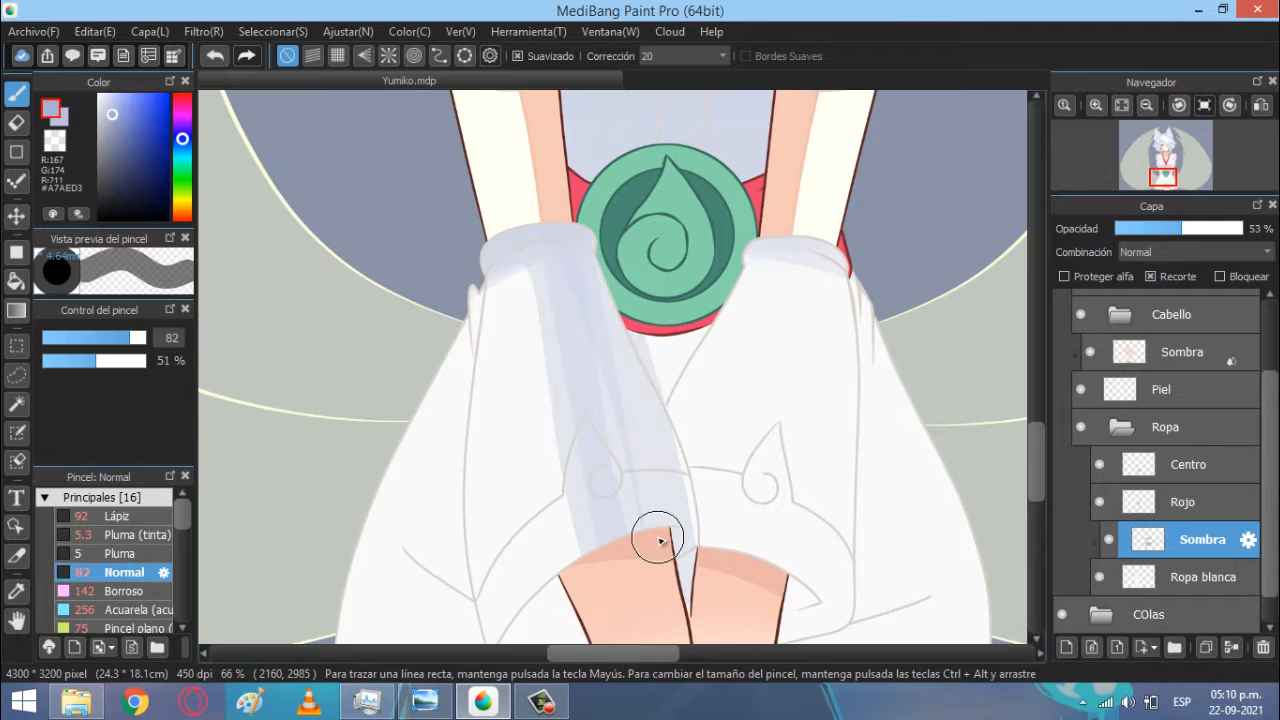 MediBang Paint Pro (64bit)
Archivo(F) Editar(E) Capa(L) Filtro(R) Seleccionar(S) Ajustar(N) Color(C) Ver(V) Herramienta(T) Ventana(W) Cloud Help
Suavizado Corrección 20 Bordes Suaves
Color
Yumiko.mdp
Navegador
R:167
G:174
B:211
#A7AED3
Capa
Opacidad 53 %
Combinación Normal
Proteger alfa Recorte Bloquear
Vista previa del pincel
4.64mm
Control del pincel
82
51 %
Cabello
Sombra
Piel
Ropa
Centro
Rojo
Sombra
Ropa blanca
COlas
Pincel: Normal
Principales [16]
92 Lápiz
5.3 Pluma (tinta)
5 Pluma
82 Normal
142 Borroso
256 Acuarela (acu
75 Pincel plano (
4300 * 3200 pixel (24.3 * 18.1cm) 450 dpi 66 % ( 2160, 2985 ) Para trazar una línea recta, mantenga pulsada la tecla Mayús. Para cambiar el tamaño del pincel, mantenga pulsadas las teclas Ctrl + Alt y arrastre
ESP
05:10 p.m.
22-09-2021